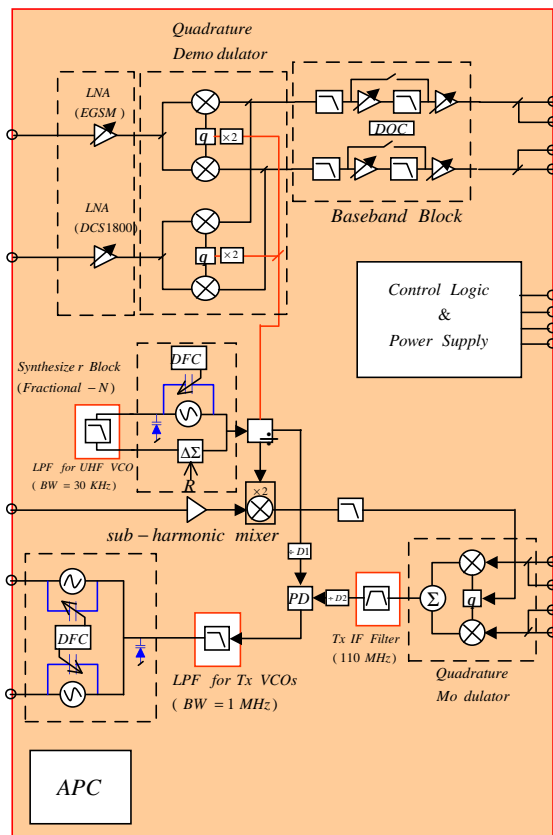 Quadrature
Demo dulator
LNA
(EGSM )
LNA
(DCS1800)
q
×2
q
×2
DOC
Baseband Block
Control Logic
&
Power Supply
Synthesize r Block
(Fractional −N)
DFC
ΔΣ
R
LPF for UHF VCO
( BW = 30 KHz )
÷
×2
sub−harmonic mixer
÷ D1
PD
÷ D2
Tx IF Filter
(110 MHz )
Σ
q
Quadrature
Mo dulator
DFC
LPF for Tx VCOs
( BW = 1 MHz )
APC